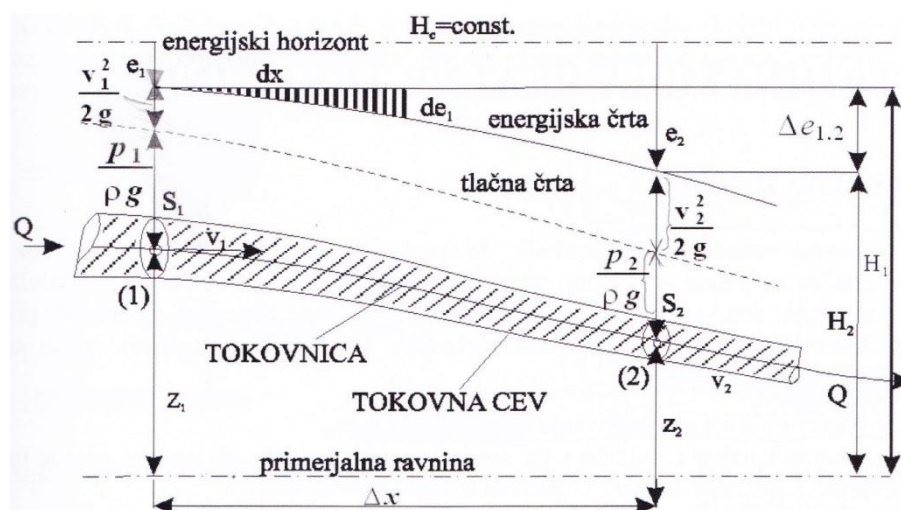 energijski horizont
Hₑ=const.
e₁
dx
v₁²/2 g
de₁
energijska črta
e₂
Δe₁.₂
p₁/ρ g
tlačna črta
v₂²/2 g
S₁
Q
v₁
H₁
p₂/ρ g
S₂
(1)
H₂
TOKOVNICA
(2)
v₂
Q
TOKOVNA CEV
z₁
z₂
primerjalna ravnina
Δx